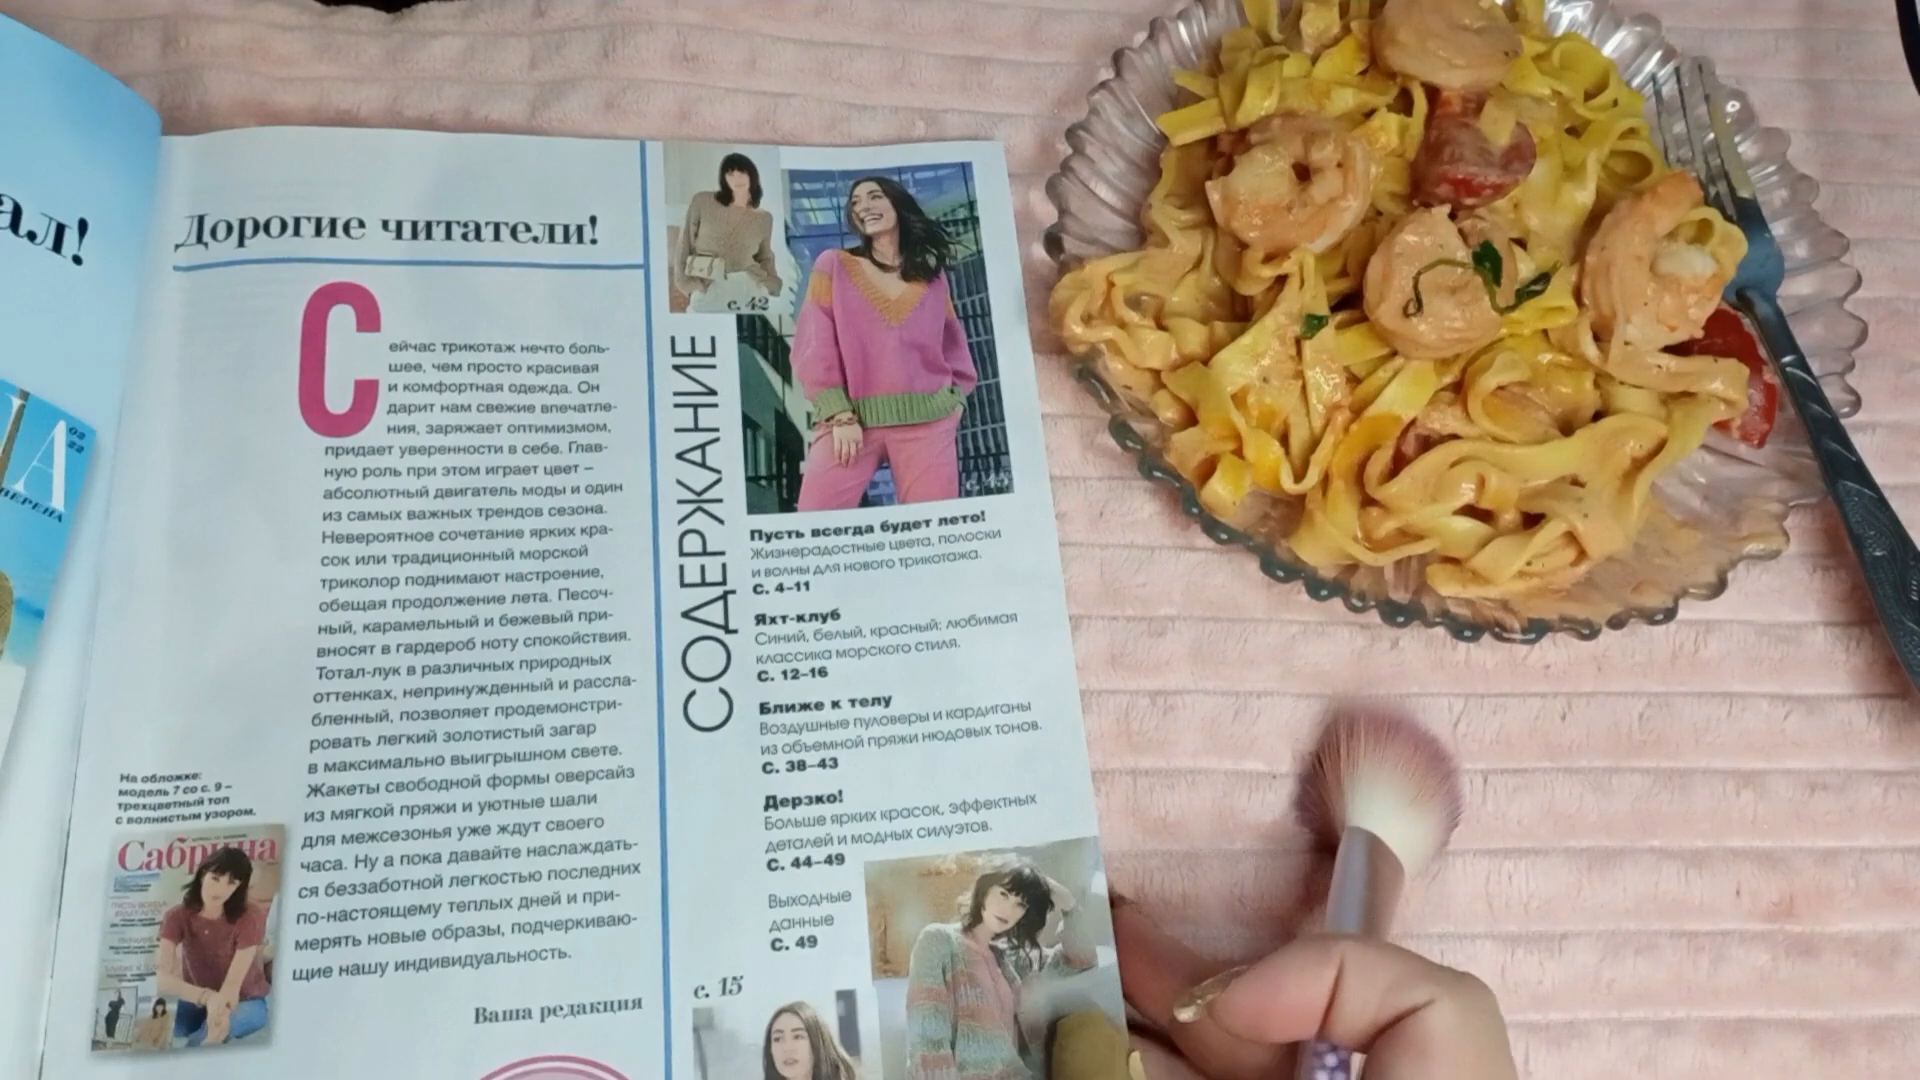 ал!
IA
02
22
ВЕРЕНА
Дорогие читатели!
Сейчас трикотаж нечто боль-
шее, чем просто красивая
и комфортная одежда. Он
дарит нам свежие впечатле-
ния, заряжает оптимизмом,
придает уверенности в себе. Глав-
ную роль при этом играет цвет –
абсолютный двигатель моды и один
из самых важных трендов сезона.
Невероятное сочетание ярких кра-
сок или традиционный морской
триколор поднимают настроение,
обещая продолжение лета. Песоч-
ный, карамельный и бежевый при-
вносят в гардероб ноту спокойствия.
Тотал-лук в различных природных
оттенках, непринужденный и рассла-
бленный, позволяет продемонстри-
ровать легкий золотистый загар
в максимально выигрышном свете.
Жакеты свободной формы оверсайз
из мягкой пряжи и уютные шали
для межсезонья уже ждут своего
часа. Ну а пока давайте наслаждать-
ся беззаботной легкостью последних
по-настоящему теплых дней и при-
мерять новые образы, подчеркиваю-
щие нашу индивидуальность.
Ваша редакция
На обложке:
модель 7 со с. 9 –
трехцветный топ
с волнистым узором.
Сабрина
СОДЕРЖАНИЕ
с. 42
Пусть всегда будет лето!
Жизнерадостные цвета, полоски
и волны для нового трикотажа.
С. 4–11
Яхт-клуб
Синий, белый, красный: любимая
классика морского стиля.
С. 12–16
Ближе к телу
Воздушные пуловеры и кардиганы
из объемной пряжи нюдовых тонов.
С. 38–43
Дерзко!
Больше ярких красок, эффектных
деталей и модных силуэтов.
С. 44–49
Выходные
данные
С. 49
с. 15